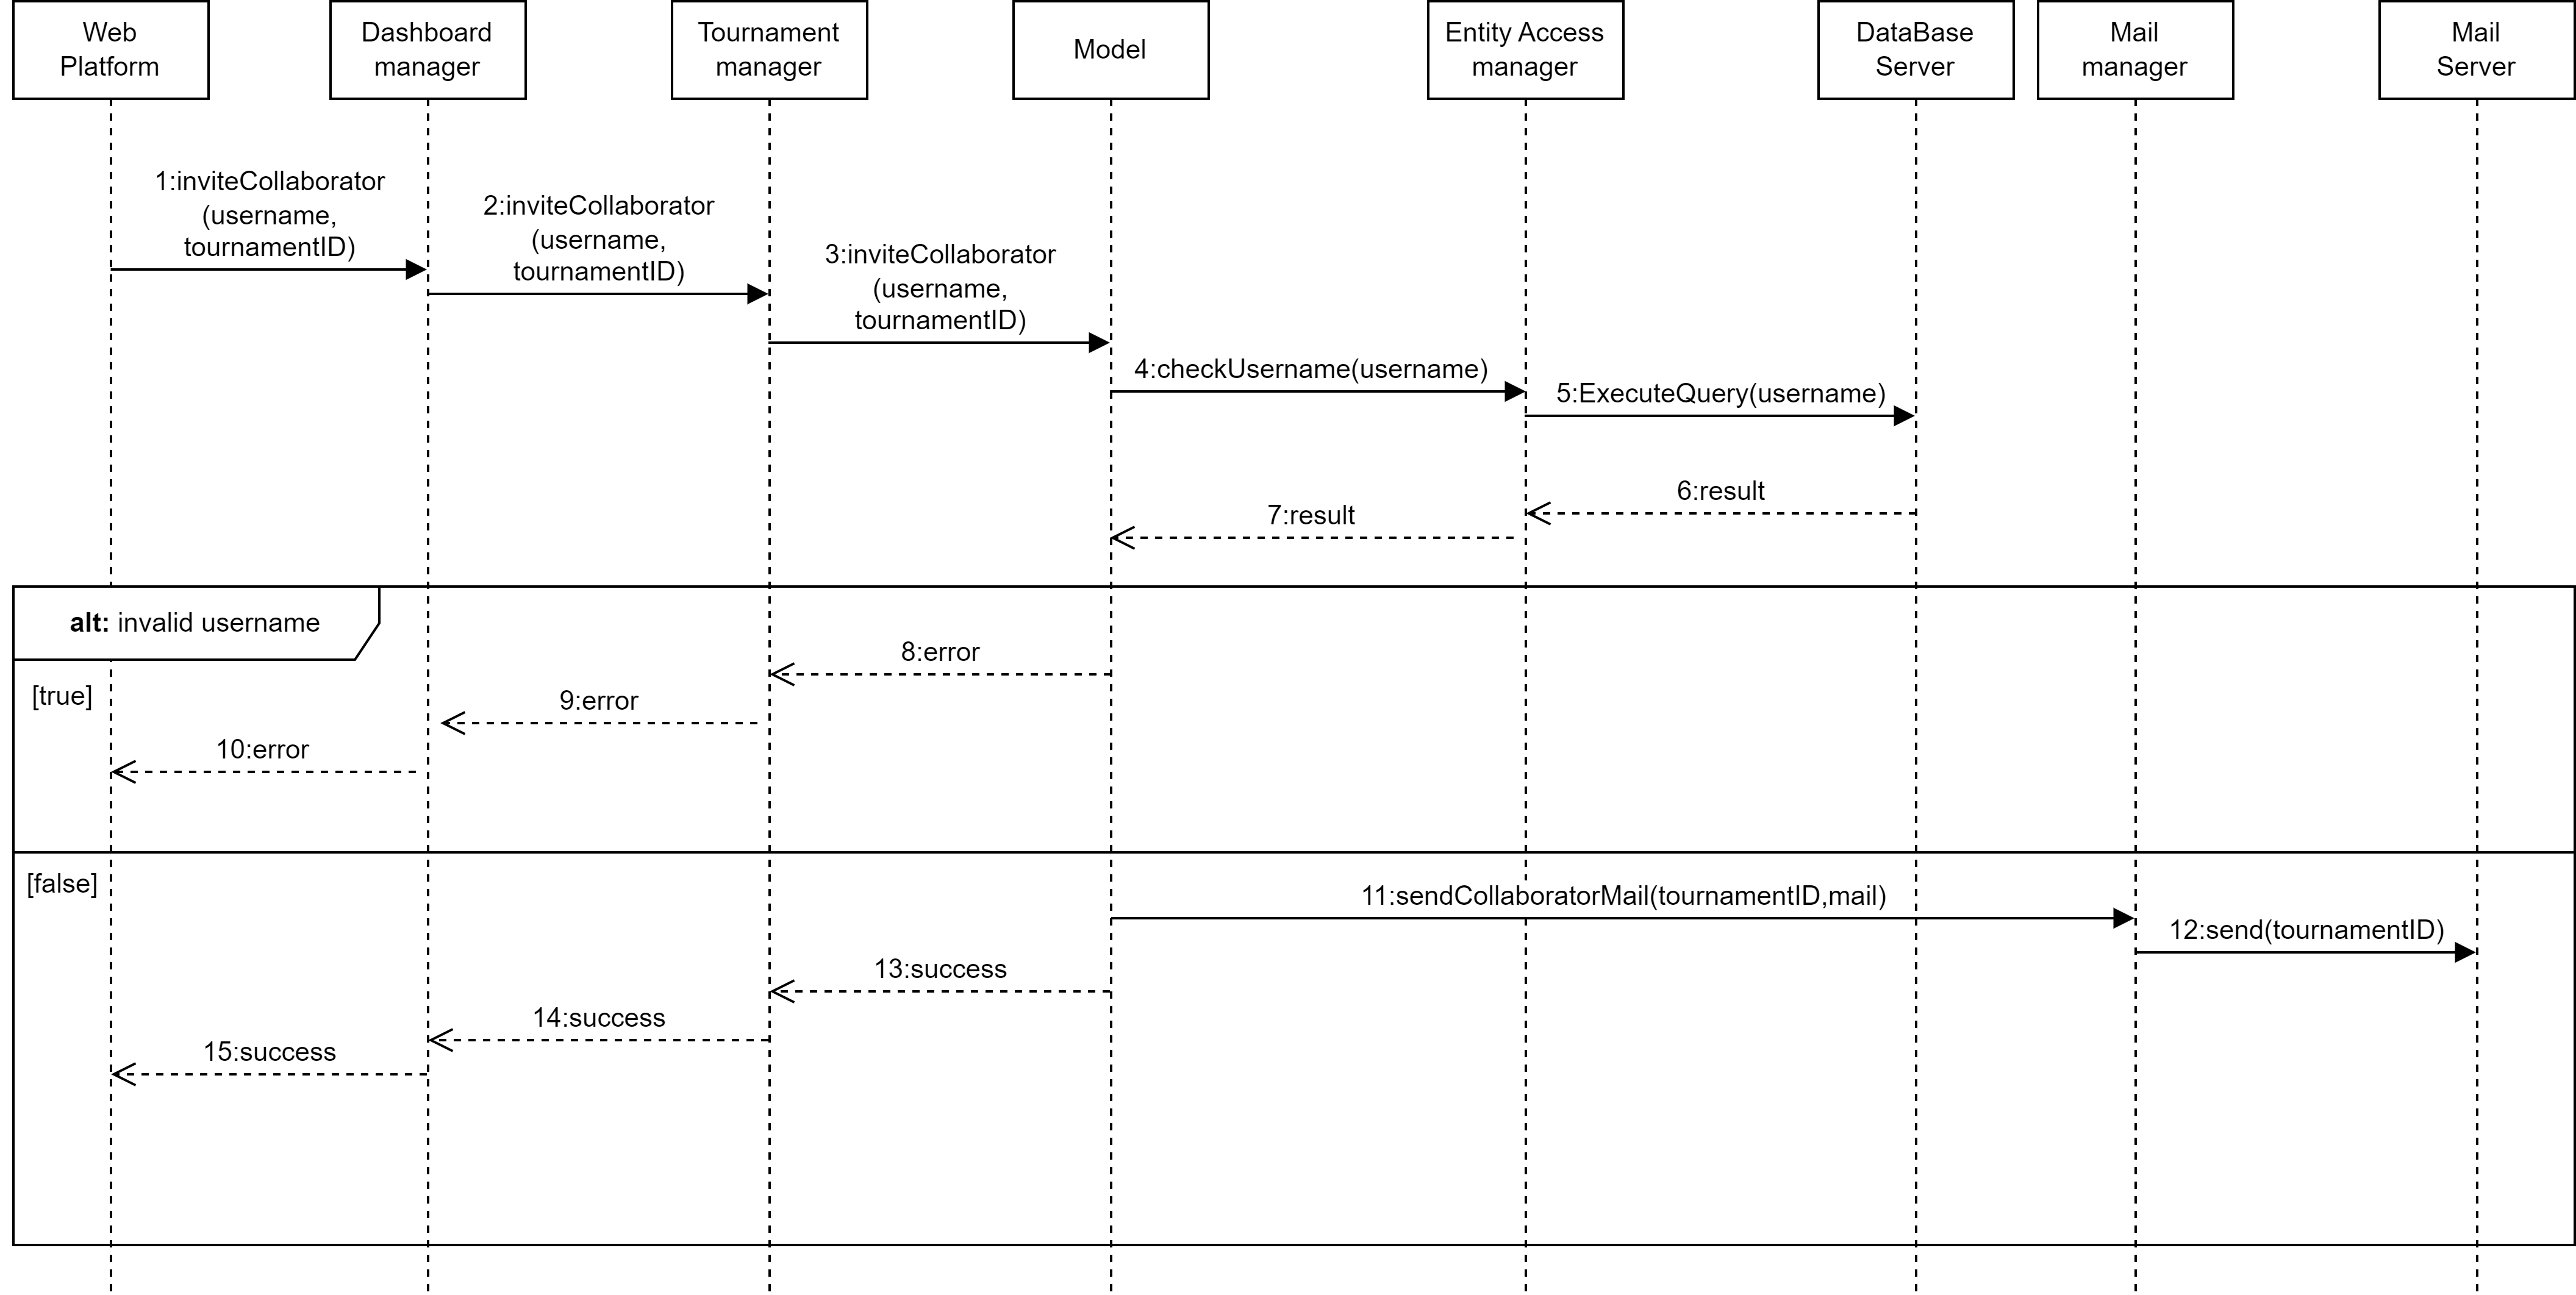 Web
Platform
Dashboard
manager
Tournament
manager
Model
Entity Access
manager
DataBase
Server
Mail
manager
Mail
Server
1:inviteCollaborator
(username,
tournamentID)
2:inviteCollaborator
(username,
tournamentID)
3:inviteCollaborator
(username,
tournamentID)
4:checkUsername(username)
5:ExecuteQuery(username)
6:result
7:result
alt: invalid username
[true]
8:error
9:error
10:error
[false]
11:sendCollaboratorMail(tournamentID,mail)
12:send(tournamentID)
13:success
14:success
15:success